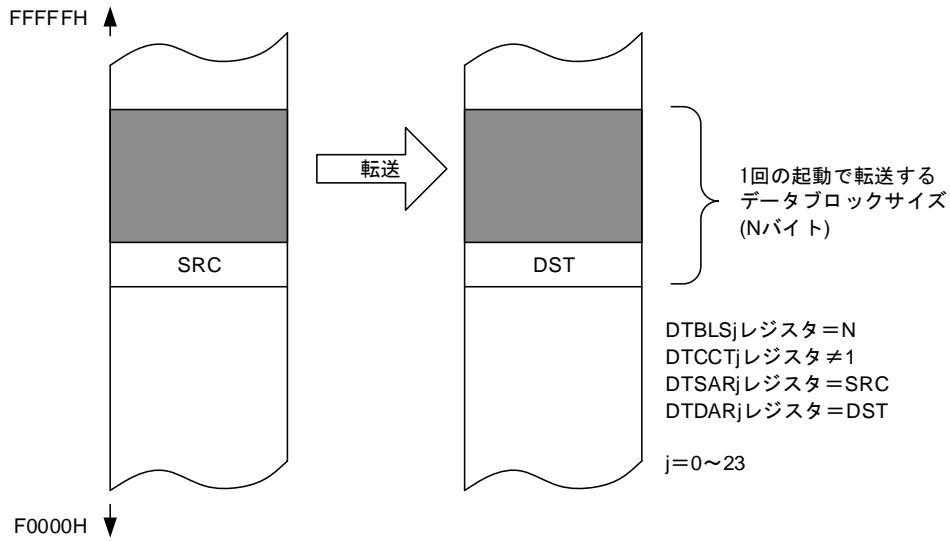 FFFFFH
転送
1回の起動で転送する
データブロックサイズ
(Nバイト)
SRC
DST
DTBLSjレジスタ＝N
DTCCTjレジスタ≠1
DTSARjレジスタ＝SRC
DTDARjレジスタ＝DST
j＝0～23
F0000H